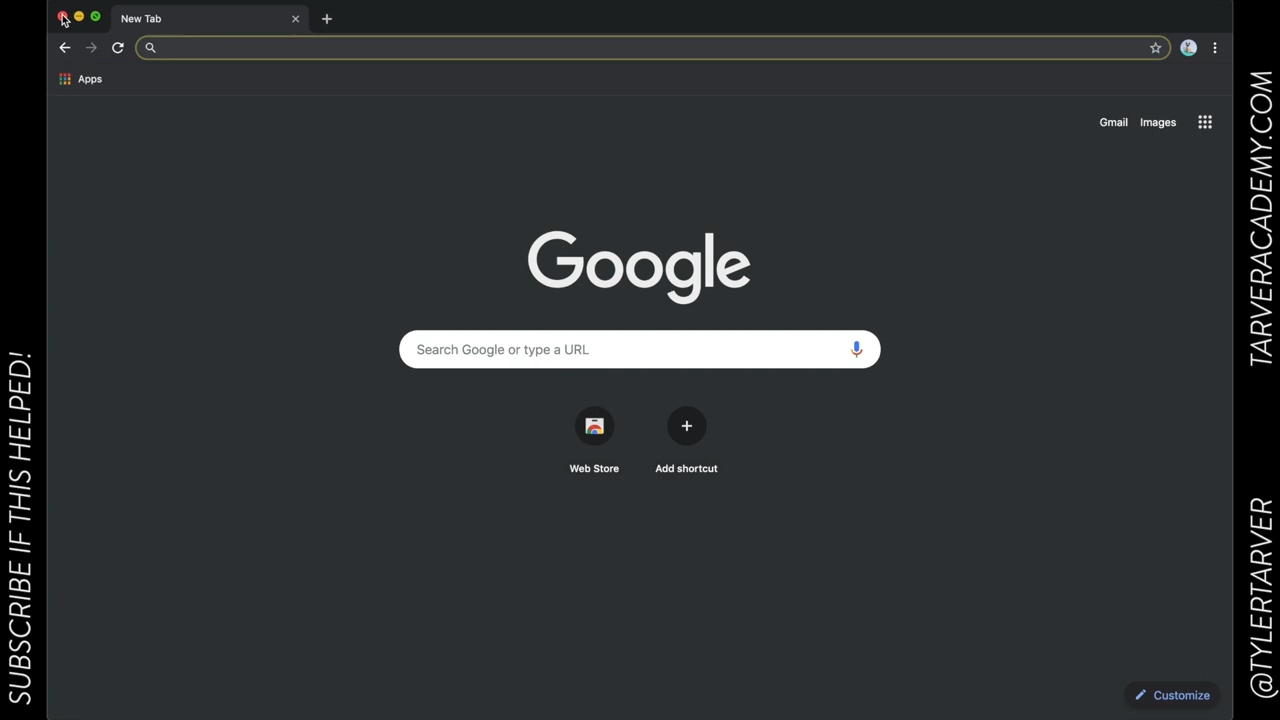 New Tab
Apps
Gmail Images
Google
Search Google or type a URL
Web Store Add shortcut
Customize
SUBSCRIBE IF THIS HELPED!
TARVERACADEMY.COM
@TYLERTARVER